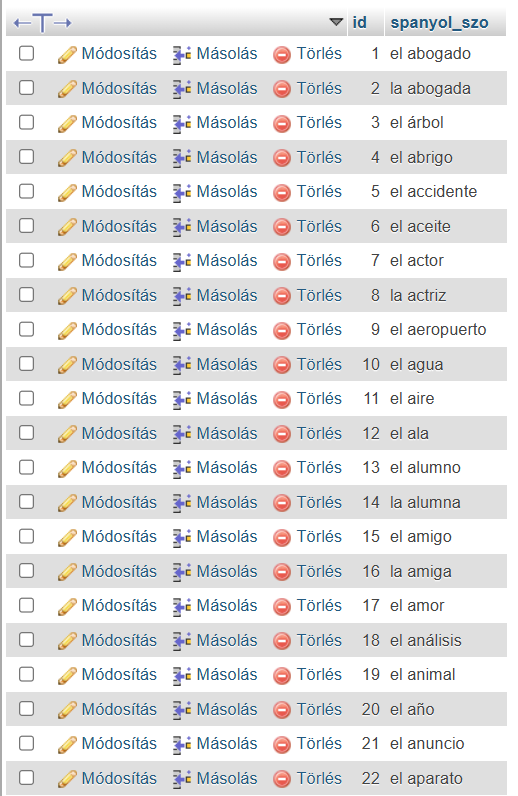 ←T→ id spanyol_szo
Módosítás Másolás Törlés 1 el abogado
Módosítás Másolás Törlés 2 la abogada
Módosítás Másolás Törlés 3 el árbol
Módosítás Másolás Törlés 4 el abrigo
Módosítás Másolás Törlés 5 el accidente
Módosítás Másolás Törlés 6 el aceite
Módosítás Másolás Törlés 7 el actor
Módosítás Másolás Törlés 8 la actriz
Módosítás Másolás Törlés 9 el aeropuerto
Módosítás Másolás Törlés 10 el agua
Módosítás Másolás Törlés 11 el aire
Módosítás Másolás Törlés 12 el ala
Módosítás Másolás Törlés 13 el alumno
Módosítás Másolás Törlés 14 la alumna
Módosítás Másolás Törlés 15 el amigo
Módosítás Másolás Törlés 16 la amiga
Módosítás Másolás Törlés 17 el amor
Módosítás Másolás Törlés 18 el análisis
Módosítás Másolás Törlés 19 el animal
Módosítás Másolás Törlés 20 el año
Módosítás Másolás Törlés 21 el anuncio
Módosítás Másolás Törlés 22 el aparato